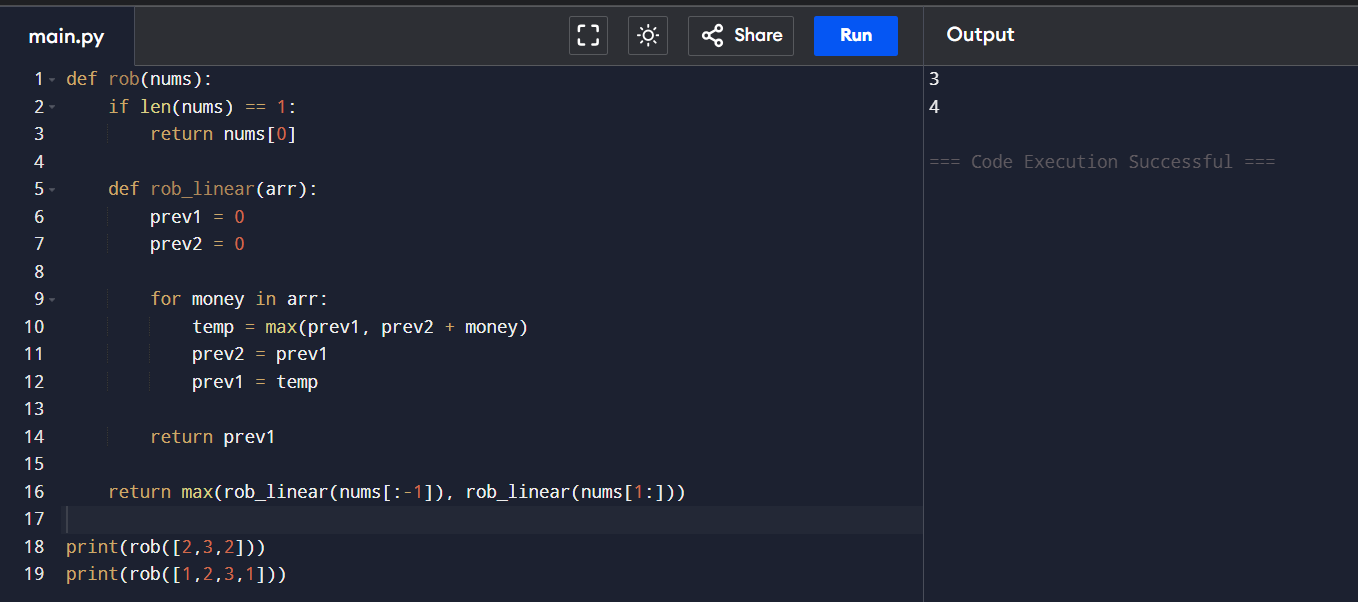 main.py
Share
Run
Output
1 def rob(nums):
2     if len(nums) == 1:
3         return nums[0]
4
5     def rob_linear(arr):
6         prev1 = 0
7         prev2 = 0
8
9         for money in arr:
10             temp = max(prev1, prev2 + money)
11             prev2 = prev1
12             prev1 = temp
13
14         return prev1
15
16     return max(rob_linear(nums[:-1]), rob_linear(nums[1:]))
17
18 print(rob([2,3,2]))
19 print(rob([1,2,3,1]))
3
4
=== Code Execution Successful ===